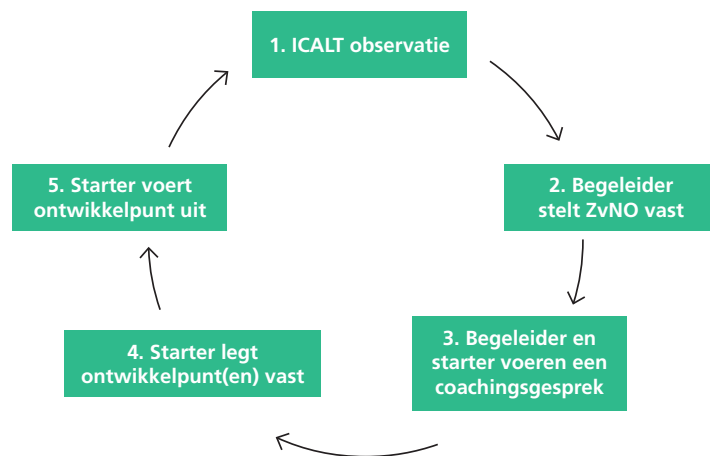 1. ICALT observatie
2. Begeleider
stelt ZvNO vast
3. Begeleider en
starter voeren een
coachingsgesprek
4. Starter legt
ontwikkelpunt(en) vast
5. Starter voert
ontwikkelpunt uit